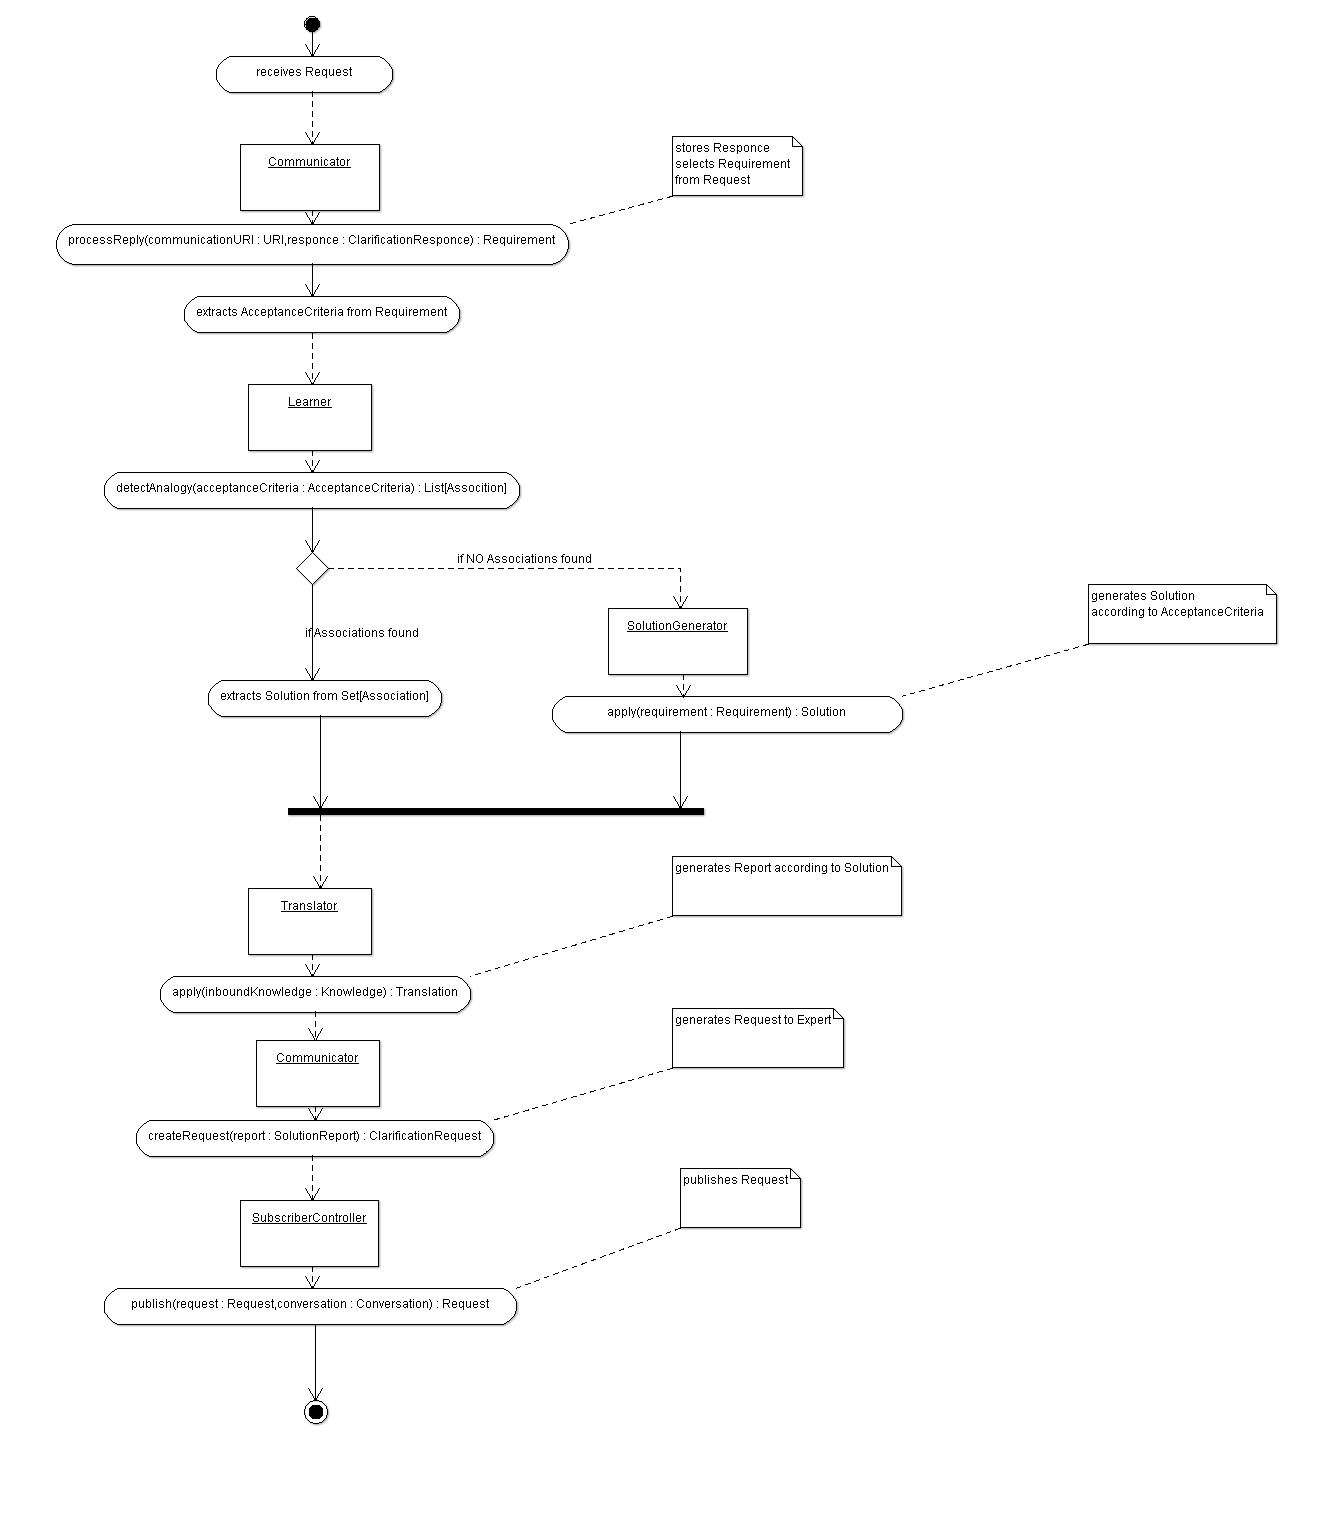 receives Request
Communicator
stores Responce
selects Requirement
from Request
processReply(communicationURI : URI,responce : ClarificationResponce) : Requirement
extracts AcceptanceCriteria from Requirement
Learner
detectAnalogy(acceptanceCriteria : AcceptanceCriteria) : List[Assocition]
if NO Associations found
generates Solution
according to AcceptanceCriteria
SolutionGenerator
if Associations found
extracts Solution from Set[Association]
apply(requirement : Requirement) : Solution
generates Report according to Solution
Translator
apply(inboundKnowledge : Knowledge) : Translation
generates Request to Expert
Communicator
createRequest(report : SolutionReport) : ClarificationRequest
publishes Request
SubscriberController
publish(request : Request,conversation : Conversation) : Request